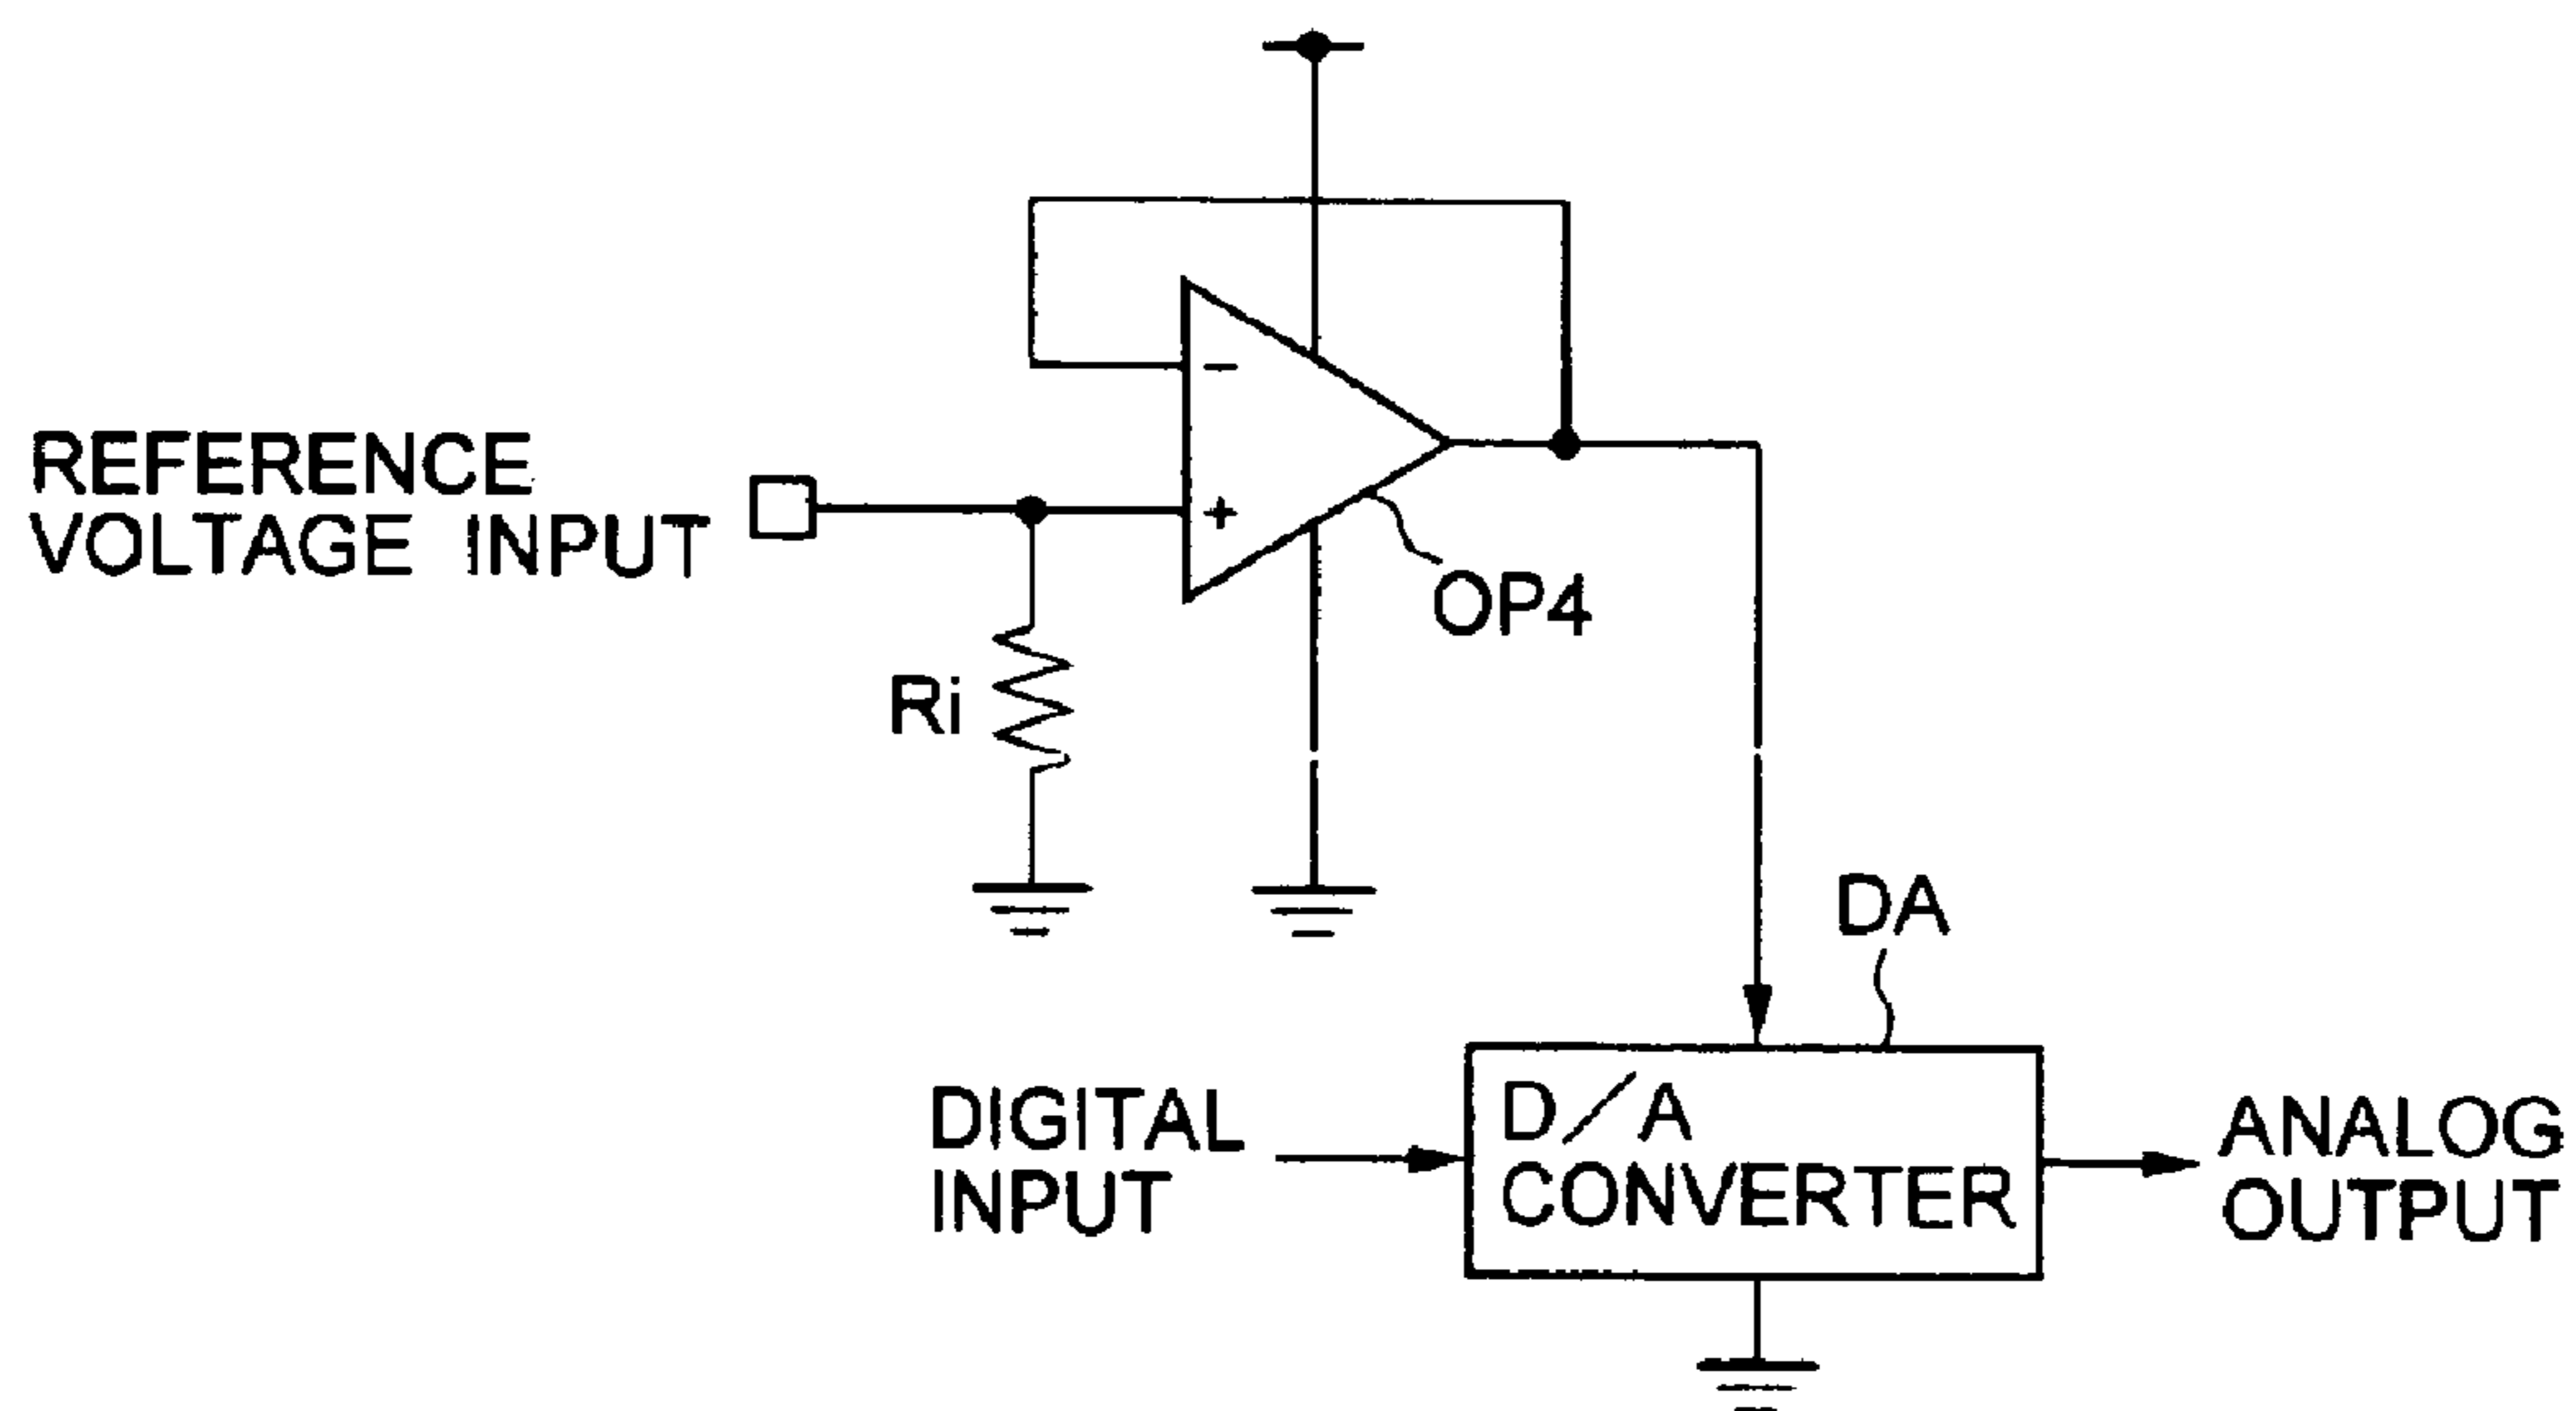 REFERENCE
VOLTAGE INPUT
-
+
OP4
Ri
DA
DIGITAL
INPUT
D/A
CONVERTER
ANALOG
OUTPUT